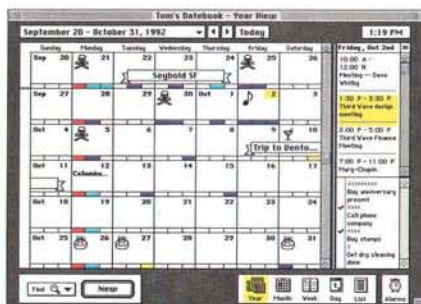 Tom's Datebook - Year View
September 20 - October 31, 1992
Today
1:19 PM
Sunday Monday Tuesday Wednesday Thursday Friday Saturday
Friday, Oct 2nd
Sep 20 21 22 23 24 25 26
Seybold SF
Sep 27 28 29 30 Oct 1 2 3
Oct 4 5 6 7 8 9 10
Trip to Vento...
Oct 11 12 13 14 15 16 17
Columbu...
Oct 18 19 20 21 22 23 24
Oct 25 26 27 28 29 30 31
10:00 A -
12:00 N
Meeting - Dave
Whitby
1:30 P - 3:30 P
Third Wave design
meeting
3:00 P - 5:00 P
Third Wave Finance
Meeting
7:00 P - 11:00 P
Mary-Chapin
Buy anniversary
present
Call phone
company
Buy stamps
Get dry cleaning
done
Find
New
Year Month Week Day List Alarms